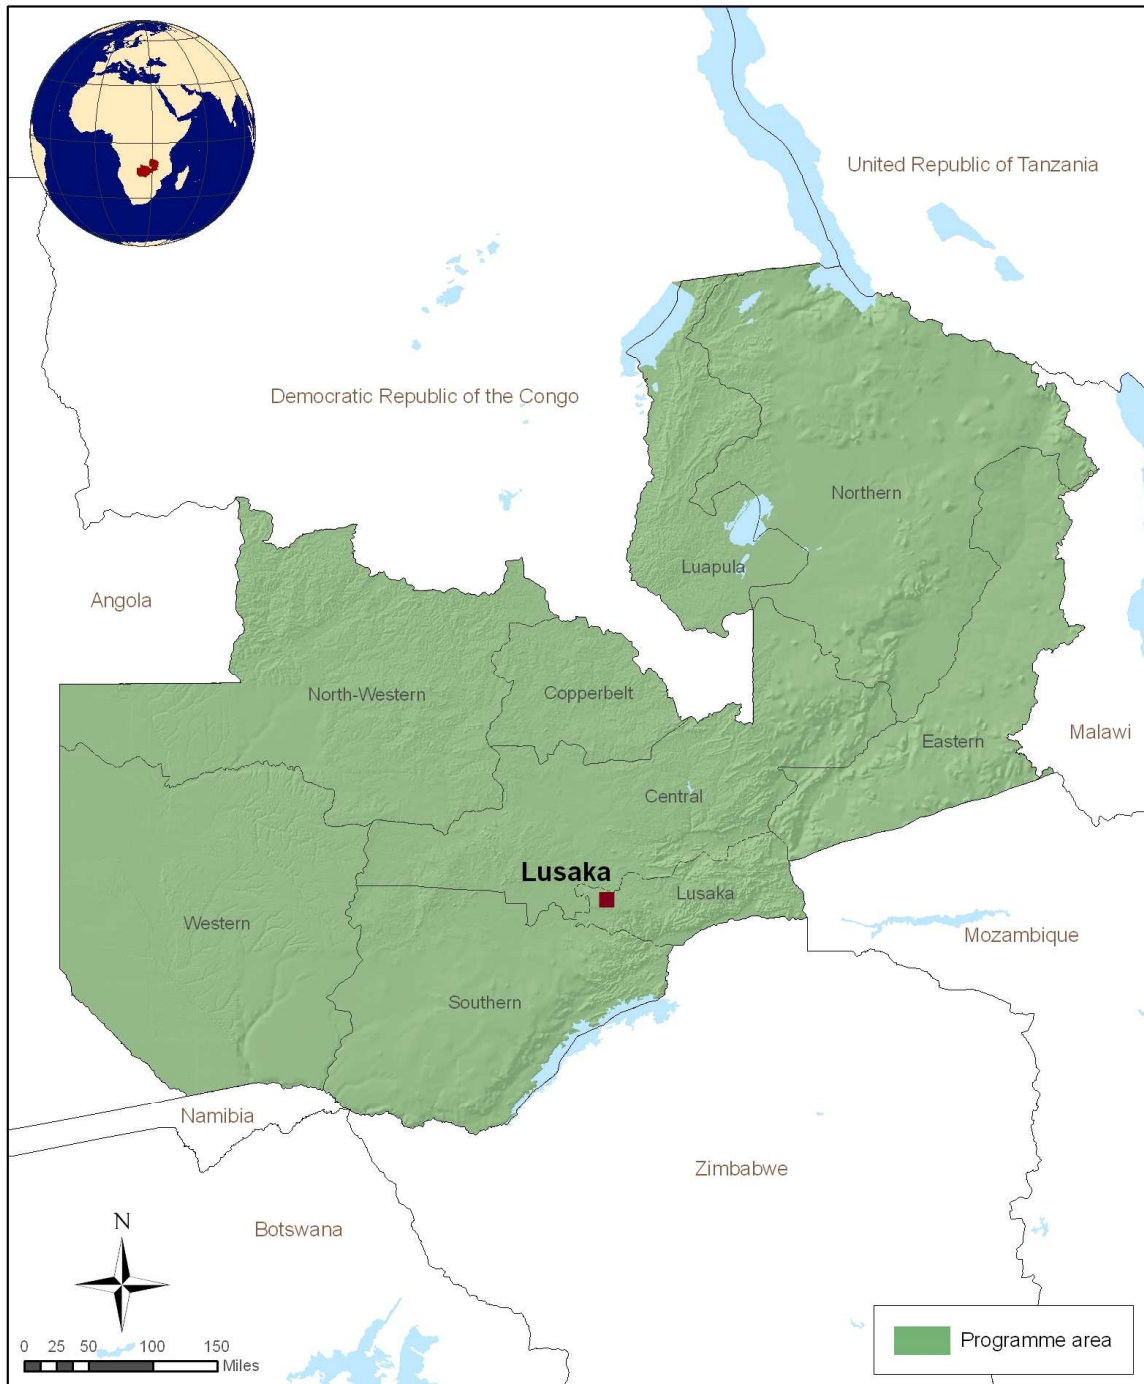 United Republic of Tanzania
Democratic Republic of the Congo
Northern
Luapula
Angola
North-Western
Copperbelt
Malawi
Eastern
Central
Lusaka
Lusaka
Western
Mozambique
Southern
Namibia
Zimbabwe
Botswana
N
0 25 50 100 150
Miles
Programme area